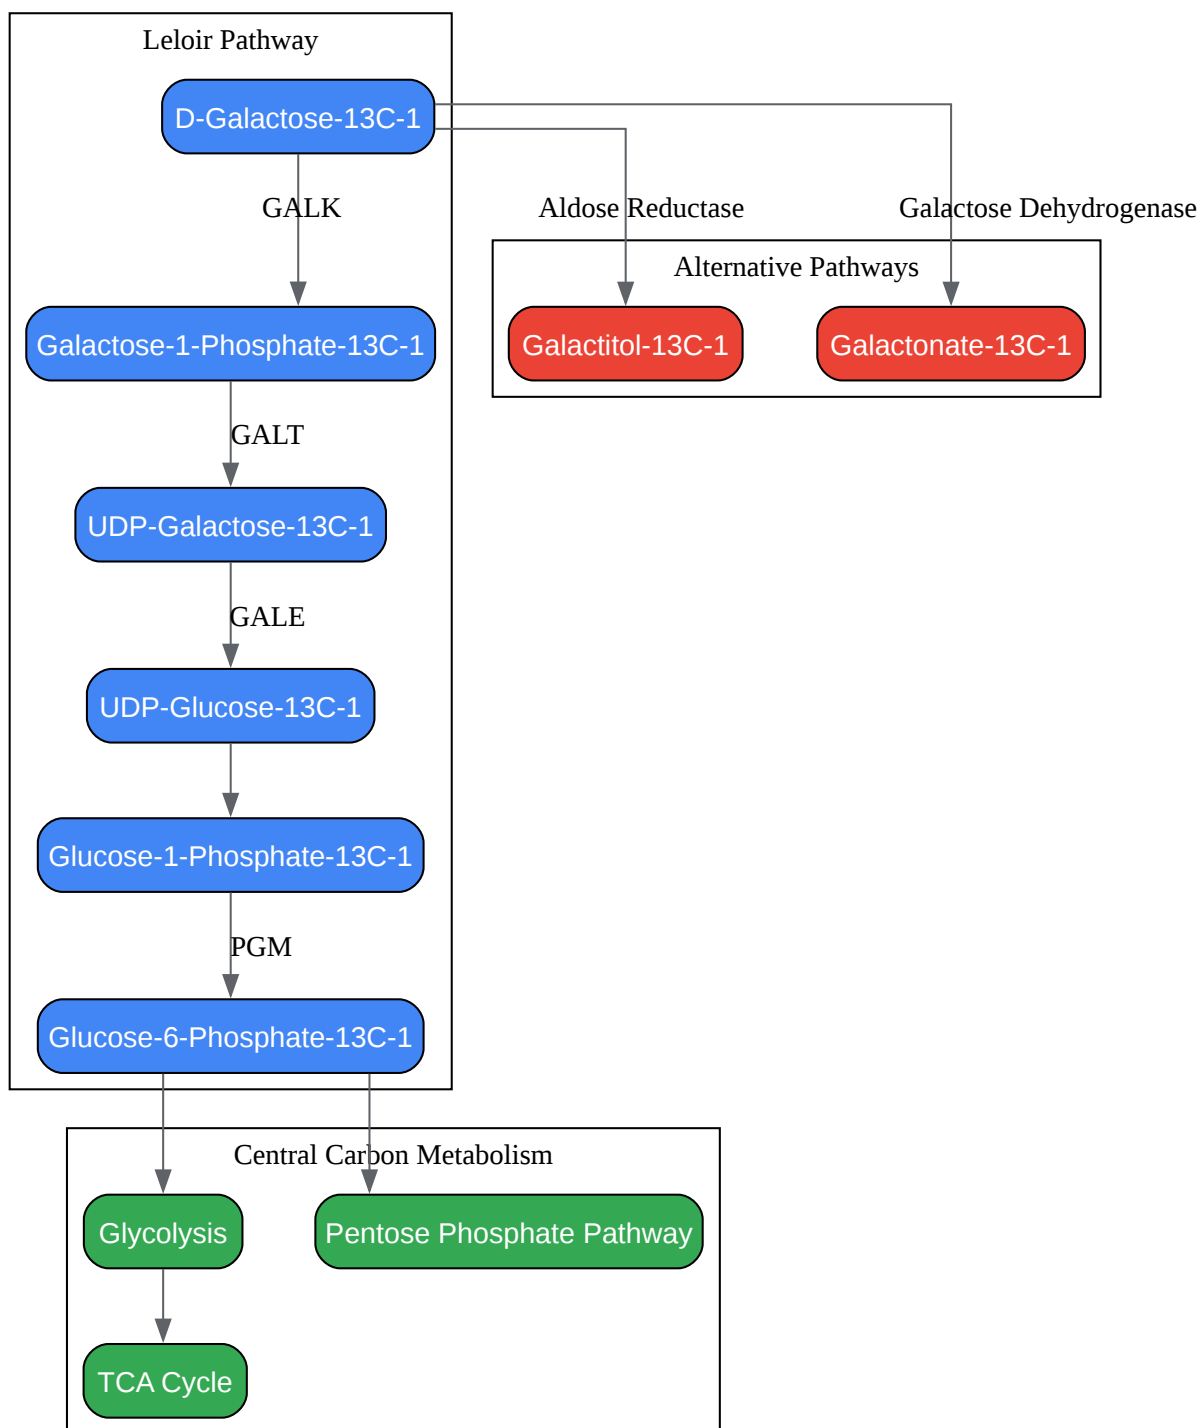 Leloir Pathway
D-Galactose-13C-1
GALK
Aldose Reductase
Galactose Dehydrogenase
Alternative Pathways
Galactose-1-Phosphate-13C-1
Galactitol-13C-1
Galactonate-13C-1
GALT
UDP-Galactose-13C-1
GALE
UDP-Glucose-13C-1
Glucose-1-Phosphate-13C-1
PGM
Glucose-6-Phosphate-13C-1
Central Carbon Metabolism
Glycolysis
Pentose Phosphate Pathway
TCA Cycle